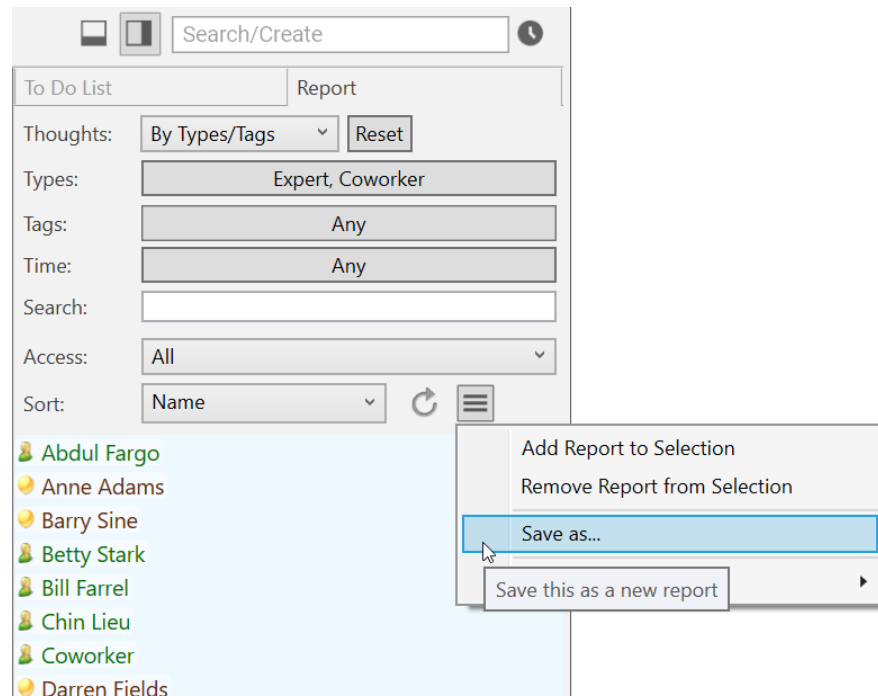 Search/Create
To Do List Report
Thoughts: By Types/Tags Reset
Types: Expert, Coworker
Tags: Any
Time: Any
Search:
Access: All
Sort: Name
Abdul Fargo
Anne Adams
Barry Sine
Betty Stark
Bill Farrel
Chin Lieu
Coworker
Darren Fields
Add Report to Selection
Remove Report from Selection
Save as...
Save this as a new report